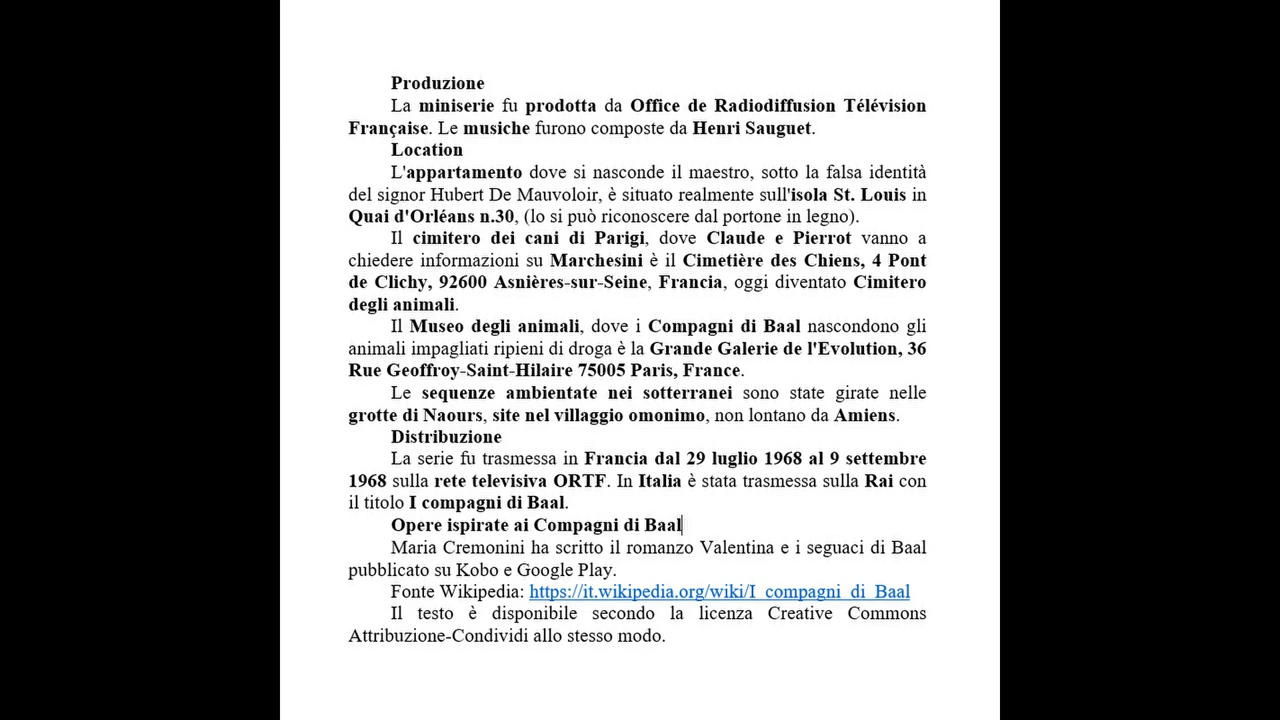 Produzione
La miniserie fu prodotta da Office de Radiodiffusion Télévision
Française. Le musiche furono composte da Henri Sauguet.
Location
L'appartamento dove si nasconde il maestro, sotto la falsa identità
del signor Hubert De Mauvoloir, è situato realmente sull'isola St. Louis in
Quai d'Orléans n.30, (lo si può riconoscere dal portone in legno).
Il cimitero dei cani di Parigi, dove Claude e Pierrot vanno a
chiedere informazioni su Marchesini è il Cimetière des Chiens, 4 Pont
de Clichy, 92600 Asnières-sur-Seine, Francia, oggi diventato Cimitero
degli animali.
Il Museo degli animali, dove i Compagni di Baal nascondono gli
animali impagliati ripieni di droga è la Grande Galerie de l'Evolution, 36
Rue Geoffroy-Saint-Hilaire 75005 Paris, France.
Le sequenze ambientate nei sotterranei sono state girate nelle
grotte di Naours, site nel villaggio omonimo, non lontano da Amiens.
Distribuzione
La serie fu trasmessa in Francia dal 29 luglio 1968 al 9 settembre
1968 sulla rete televisiva ORTF. In Italia è stata trasmessa sulla Rai con
il titolo I compagni di Baal.
Opere ispirate ai Compagni di Baal
Maria Cremonini ha scritto il romanzo Valentina e i seguaci di Baal
pubblicato su Kobo e Google Play.
Fonte Wikipedia: https://it.wikipedia.org/wiki/I_compagni_di_Baal
Il testo è disponibile secondo la licenza Creative Commons
Attribuzione-Condividi allo stesso modo.